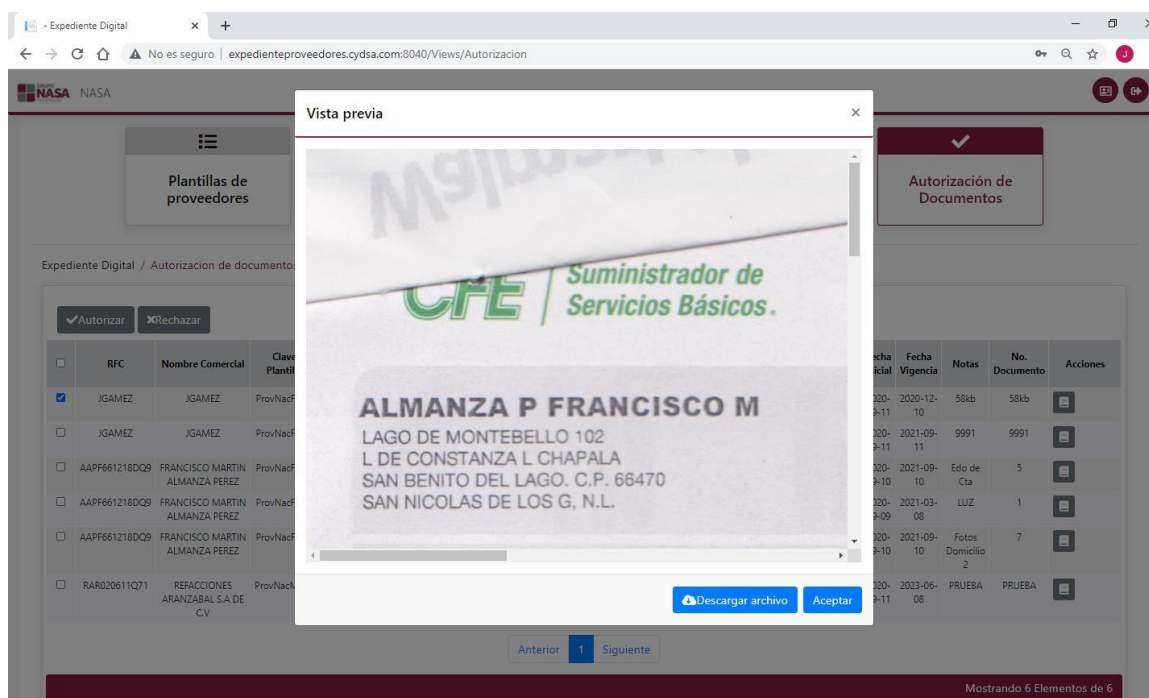 - Expediente Digital
No es seguro | expedienteproveedores.cydsa.com:8040/Views/Autorizacion
J
NASA NASA
Vista previa
Plantillas de
proveedores
Autorización de
Documentos
Expediente Digital / Autorizacion de documentos
Autorizar
Rechazar
CFE
Suministrador de
Servicios Básicos.
ALMANZA P FRANCISCO M
LAGO DE MONTEBELLO 102
L DE CONSTANZA L CHAPALA
SAN BENITO DEL LAGO. C.P. 66470
SAN NICOLAS DE LOS G, N.L.
Descargar archivo
Aceptar
RFC Nombre Comercial Fecha Vigencia Notas No. Documento Acciones
JGAMEZ JGAMEZ 2020-12-10 58kb 58kb
JGAMEZ JGAMEZ 2021-09-11 9991 9991
AAPF661218DQ9 FRANCISCO MARTIN ALMANZA PEREZ 2021-09-10 Edo de Cta 5
AAPF661218DQ9 FRANCISCO MARTIN ALMANZA PEREZ 2021-03-08 LUZ 1
AAPF661218DQ9 FRANCISCO MARTIN ALMANZA PEREZ 2021-09-10 Fotos Domicilio 2 7
RAR020611Q71 REFACCIONES ARANZABAL S.A DE C.V 2023-06-08 PRUEBA PRUEBA
Anterior 1 Siguiente
Mostrando 6 Elementos de 6